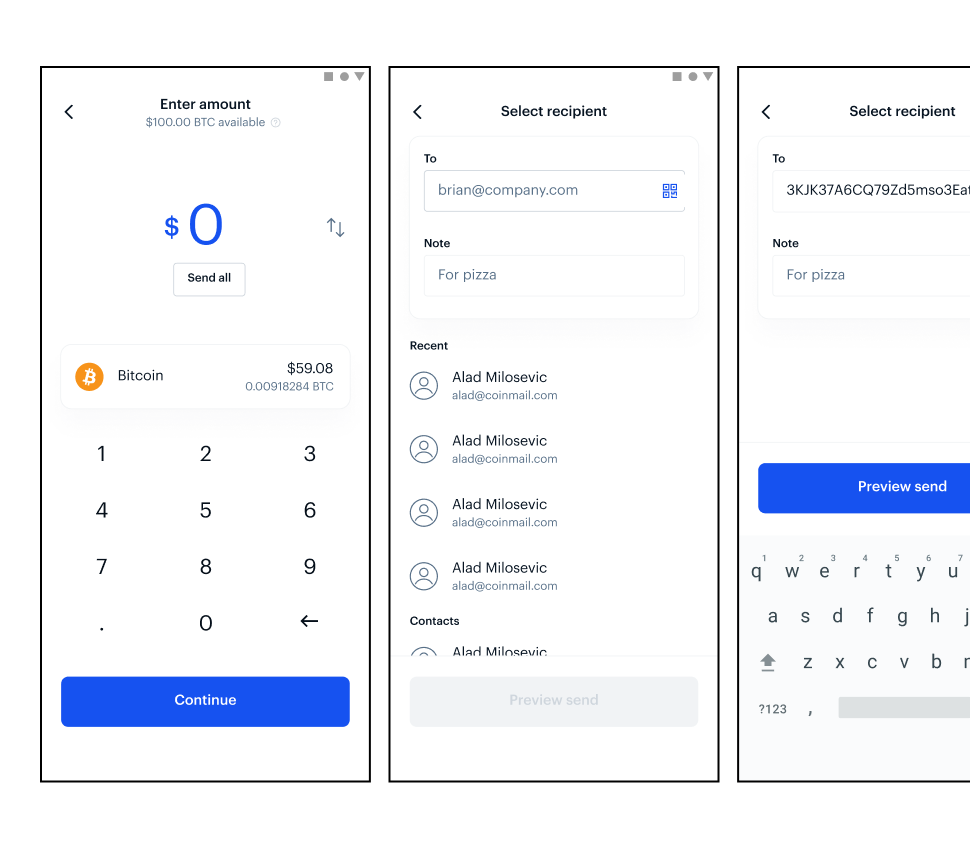 Enter amount
$100.00 BTC available
$ 0
Send all
Bitcoin
$59.08
0.00918284 BTC
1 2 3
4 5 6
7 8 9
. 0
Continue
Select recipient
To
brian@company.com
Note
For pizza
Recent
Alad Milosevic
alad@coinmail.com
Alad Milosevic
alad@coinmail.com
Alad Milosevic
alad@coinmail.com
Alad Milosevic
alad@coinmail.com
Contacts
Alad Milosevic
Preview send
Select recipient
To
3KJK37A6CQ79Zd5mso3Eat
Note
For pizza
Preview send
1 2 3 4 5 6 7
q w e r t y u
a s d f g h j
z x c v b
?123 ,